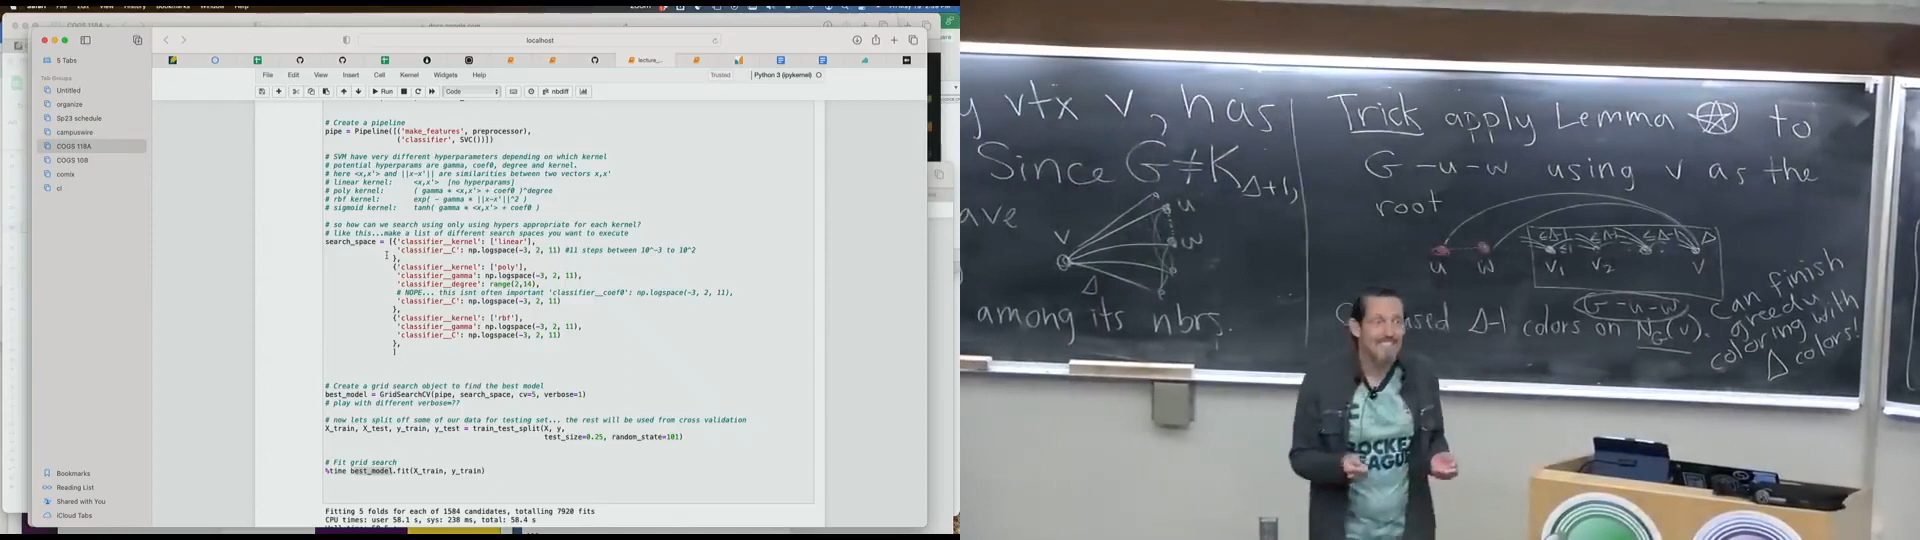 localhost
5 Tabs
Tab Groups
Untitled
organize
Sp23 schedule
campuswire
COGS 118A
COGS 108
comix
cl
Bookmarks
Reading List
Shared with You
iCloud Tabs
lecture_...
File Edit View Insert Cell Kernel Widgets Help
Trusted Python 3 (ipykernel)
Run Code nbdiff
# Create a pipeline
pipe = Pipeline([('make_features', preprocessor),
('classifier', SVC())])
# SVM have very different hyperparameters depending on which kernel
# potential hyperparams are gamma, coef0, degree and kernel.
# here <x,x'> and ||x-x'|| are similarities between two vectors x,x'
# linear kernel: <x,x'> [no hyperparams]
# poly kernel: ( gamma * <x,x'> + coef0 )^degree
# rbf kernel: exp( - gamma * ||x-x'||^2 )
# sigmoid kernel: tanh( gamma * <x,x'> + coef0 )
# so how can we search using only using hypers appropriate for each kernel?
# like this...make a list of different search spaces you want to execute
search_space = [{'classifier__kernel': ['linear'],
'classifier__C': np.logspace(-3, 2, 11) #11 steps between 10^-3 to 10^2
},
{'classifier__kernel': ['poly'],
'classifier__gamma': np.logspace(-3, 2, 11),
'classifier__degree': range(2,14),
# NOPE... this isnt often important 'classifier__coef0': np.logspace(-3, 2, 11),
'classifier__C': np.logspace(-3, 2, 11)
},
{'classifier__kernel': ['rbf'],
'classifier__gamma': np.logspace(-3, 2, 11),
'classifier__C': np.logspace(-3, 2, 11)
},
]
# Create a grid search object to find the best model
best_model = GridSearchCV(pipe, search_space, cv=5, verbose=1)
# play with different verbose=??
# now lets split off some of our data for testing set... the rest will be used from cross validation
X_train, X_test, y_train, y_test = train_test_split(X, y,
test_size=0.25, random_state=101)
# Fit grid search
%time best_model.fit(X_train, y_train)
Fitting 5 folds for each of 1584 candidates, totalling 7920 fits
CPU times: user 58.1 s, sys: 238 ms, total: 58.4 s
y vtx v, has
Since G≠K Δ+1,
ave
v u
w
Δ
among its nbrs.
Trick apply Lemma ☆ to
G-u-w using v as the
root
≤Δ-1 ≤Δ-1 ≤Δ-1 Δ
u w v1 v2 v
G-u-w
used Δ-1 colors on NG(v).
Can finish
greedy
coloring with
Δ colors!
ROCKET
LEAGUE